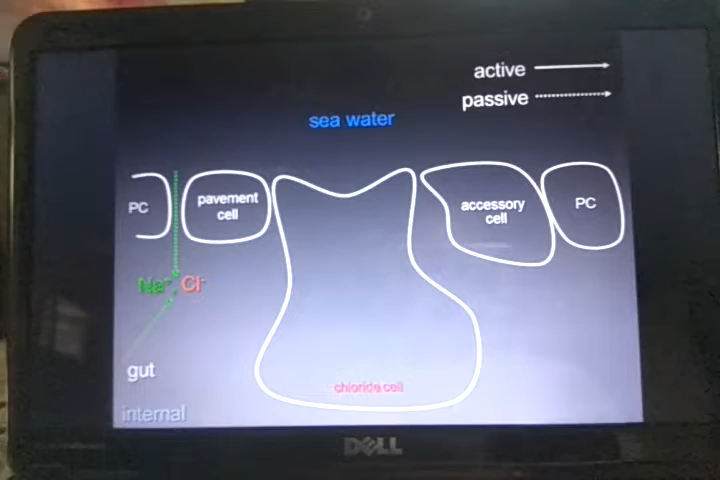 active
passive
sea water
PC
pavement
cell
accessory
cell
PC
Na⁺, Cl⁻
gut
chloride cell
internal
DELL